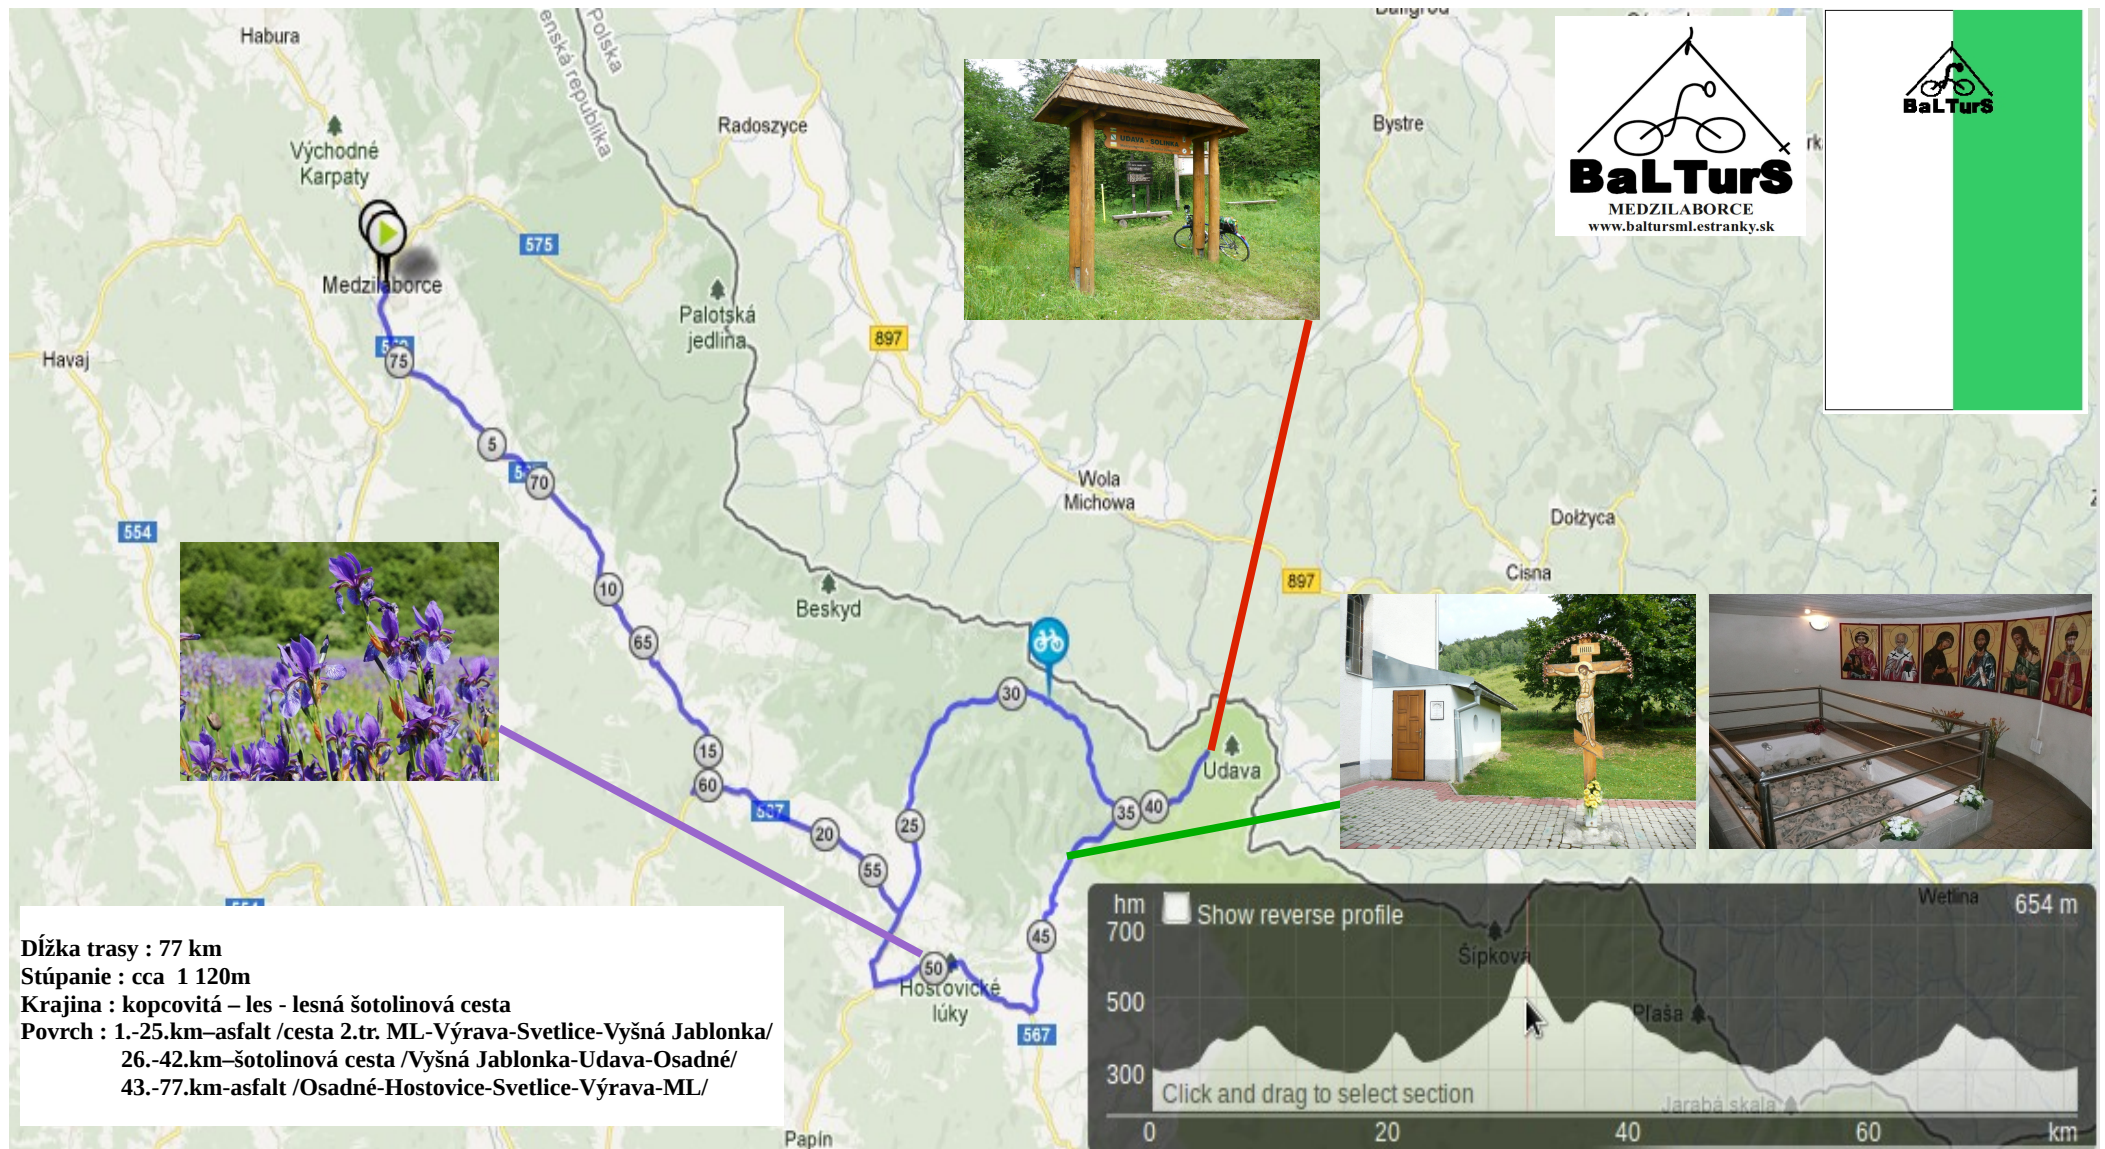 Habura
Polska
enská republika
Východné
Karpaty
Radoszyce
Bystre
575
Medzilaborce
Palotská
jedlina
897
Havaj
75
5
70
554
Wola
Michowa
Dołżyca
Cisna
897
10
65
Beskyd
30
15
60
567
20
25
55
35
40
Udava
45
50
Hostovické
lúky
567
Papín
UDAVA - SOLINKA
BaLTurS
MEDZILABORCE
www.baltursml.estranky.sk
BaLTurS
Dĺžka trasy : 77 km
Stúpanie : cca 1 120m
Krajina : kopcovitá – les - lesná šotolinová cesta
Povrch : 1.-25.km–asfalt /cesta 2.tr. ML-Výrava-Svetlice-Vyšná Jablonka/
26.-42.km–šotolinová cesta /Vyšná Jablonka-Udava-Osadné/
43.-77.km-asfalt /Osadné-Hostovice-Svetlice-Výrava-ML/
hm
Show reverse profile
Wetlina
654 m
700
Šípková
500
Pľaša
300
Click and drag to select section
Jarabá skala
0
20
40
60
km